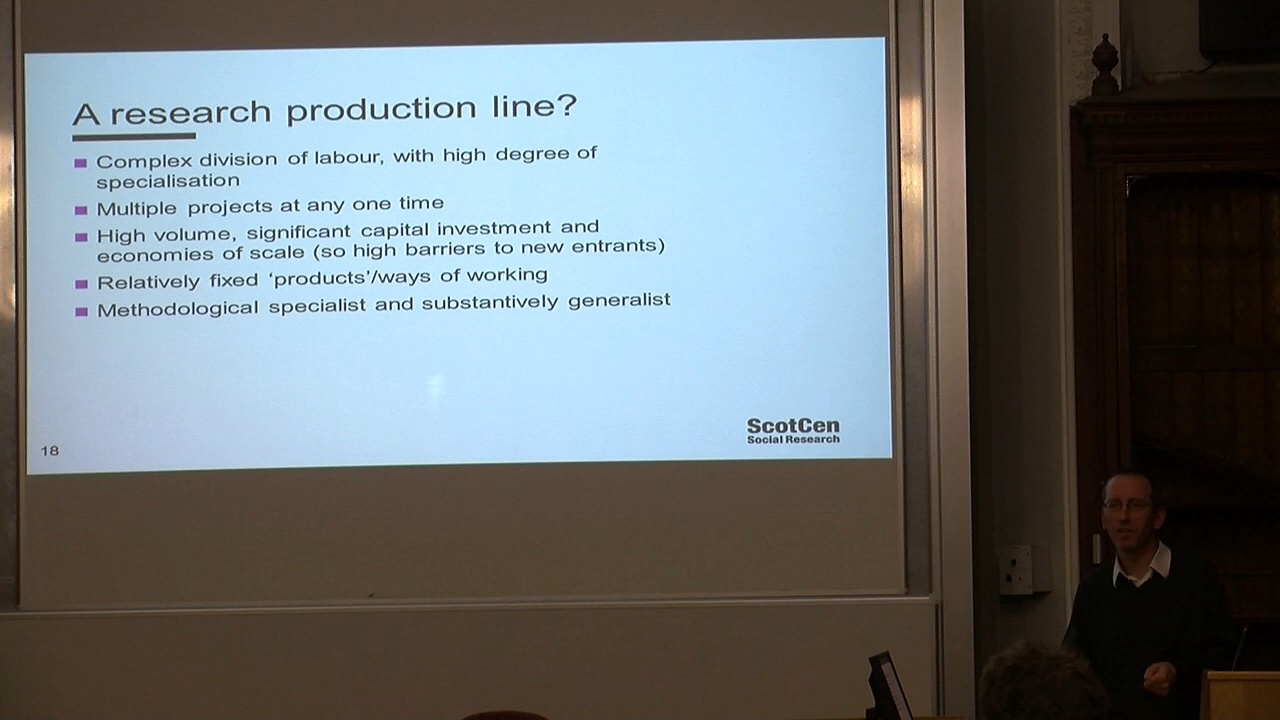 A research production line?
Complex division of labour, with high degree of
specialisation
Multiple projects at any one time
High volume, significant capital investment and
economies of scale (so high barriers to new entrants)
Relatively fixed ‘products’/ways of working
Methodological specialist and substantively generalist
ScotCen
Social Research
18